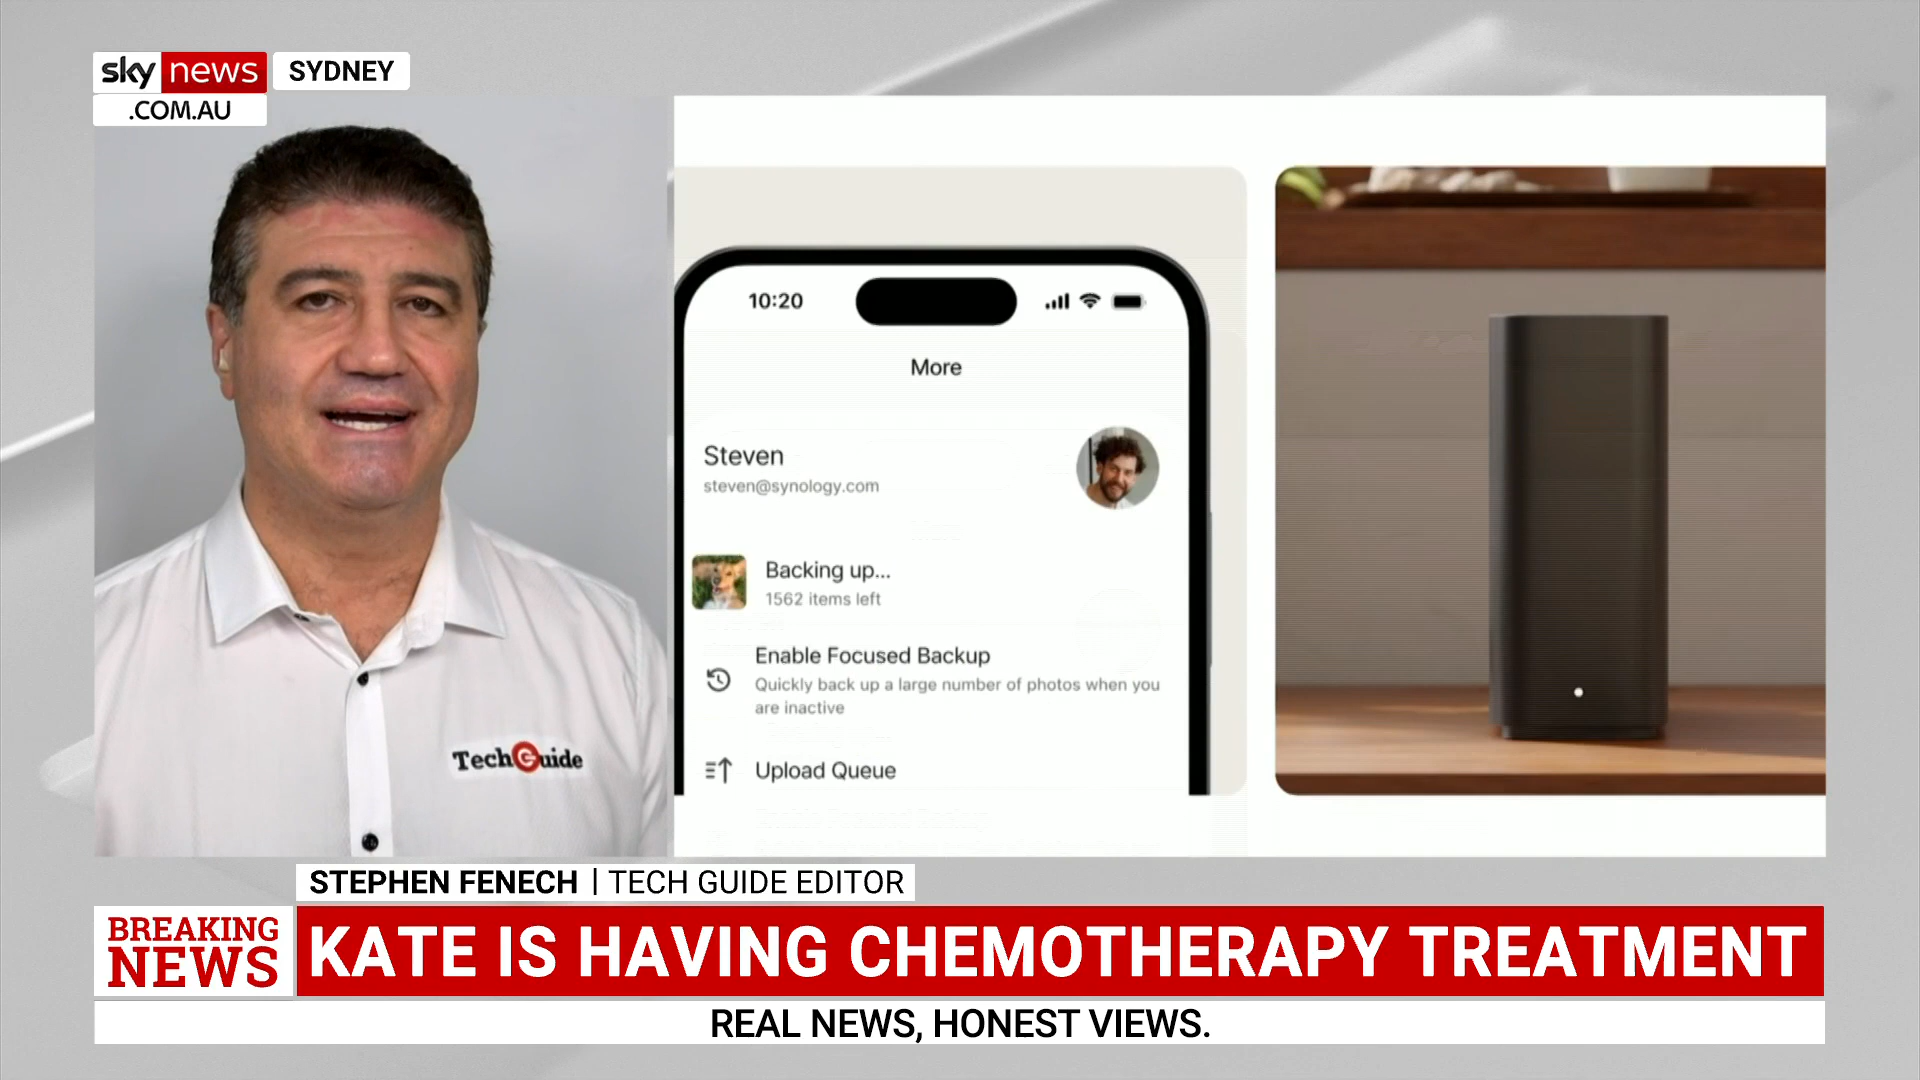 sky news
SYDNEY
.COM.AU
10:20
More
Steven
steven@synology.com
Backing up...
1562 items left
Enable Focused Backup
Quickly back up a large number of photos when you
are inactive
Upload Queue
TechGuide
STEPHEN FENECH | TECH GUIDE EDITOR
BREAKING
NEWS
KATE IS HAVING CHEMOTHERAPY TREATMENT
REAL NEWS, HONEST VIEWS.